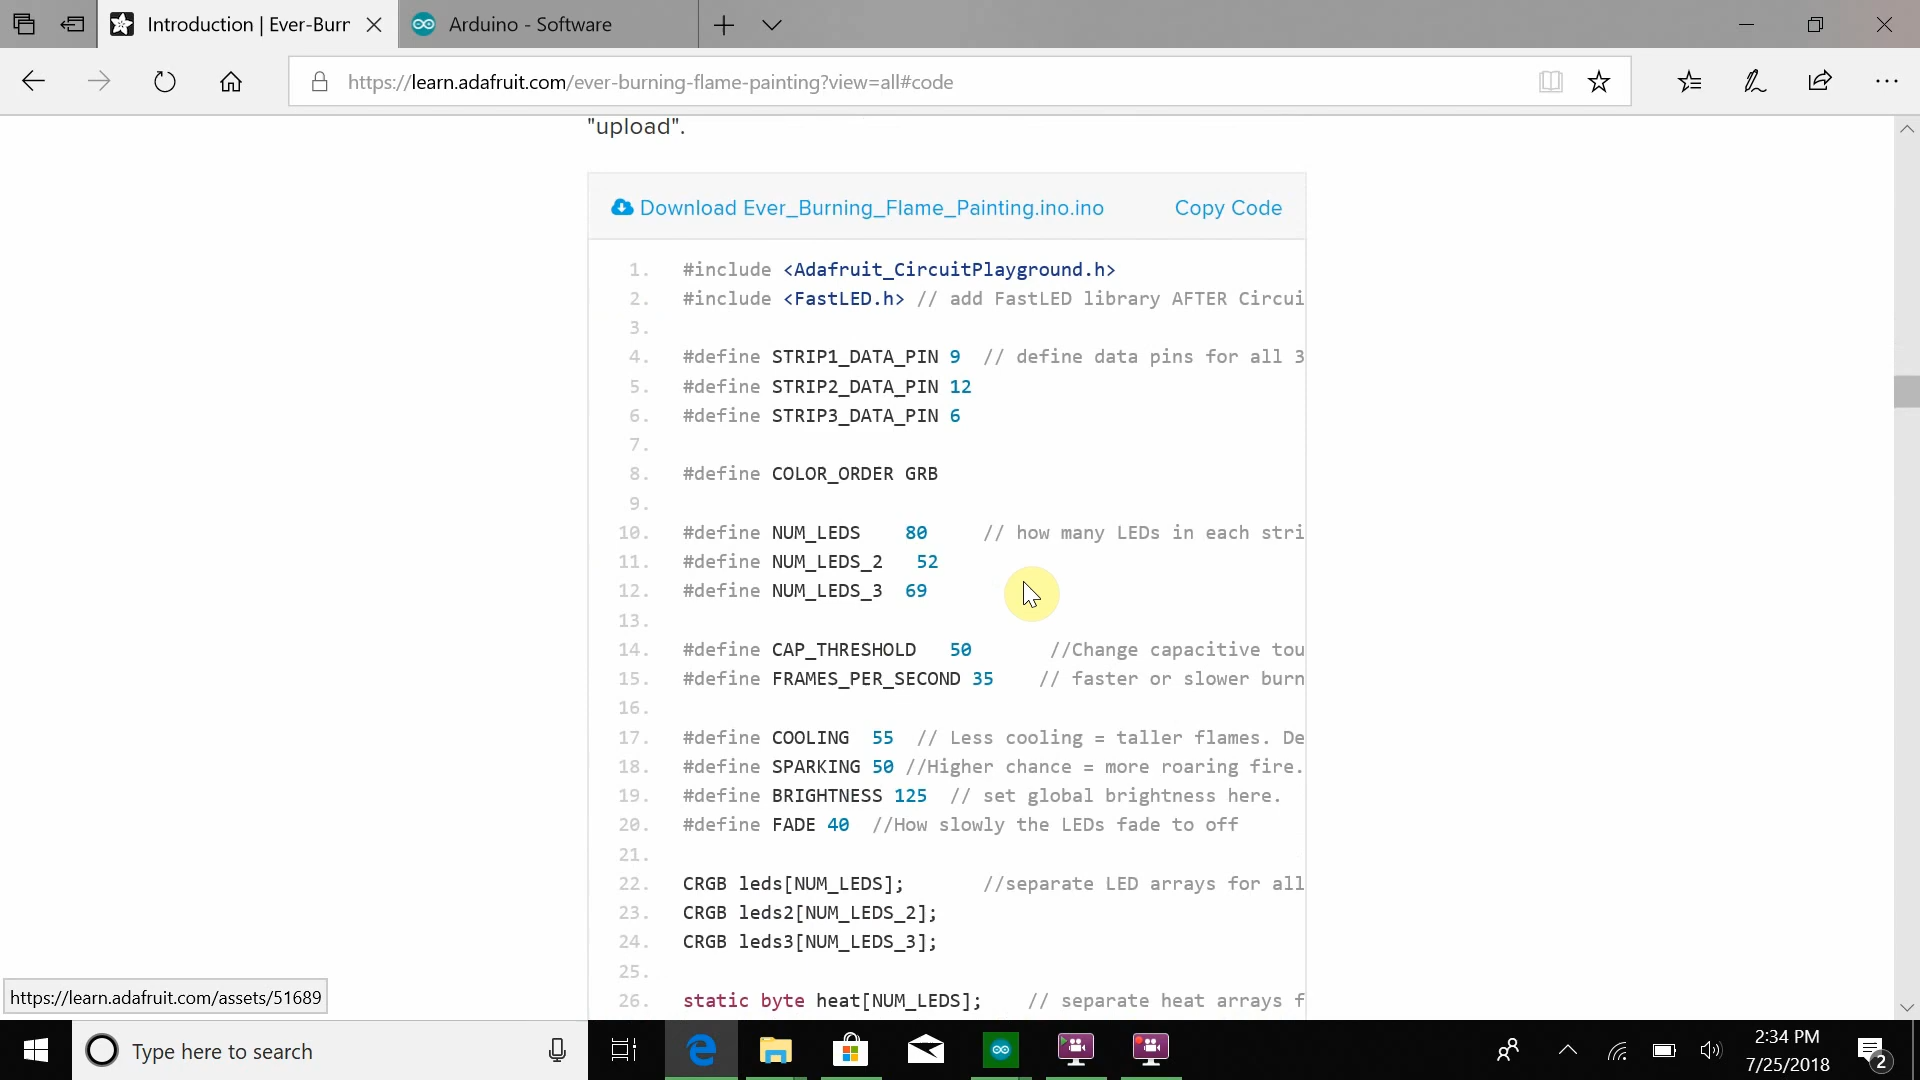 Introduction | Ever-Burr
Arduino - Software
https://learn.adafruit.com/ever-burning-flame-painting?view=all#code
"upload".
Download Ever_Burning_Flame_Painting.ino.ino
Copy Code
1. #include <Adafruit_CircuitPlayground.h>
2. #include <FastLED.h> // add FastLED library AFTER Circui
3.
4. #define STRIP1_DATA_PIN 9 // define data pins for all 3
5. #define STRIP2_DATA_PIN 12
6. #define STRIP3_DATA_PIN 6
7.
8. #define COLOR_ORDER GRB
9.
10. #define NUM_LEDS 80 // how many LEDs in each stri
11. #define NUM_LEDS_2 52
12. #define NUM_LEDS_3 69
13.
14. #define CAP_THRESHOLD 50 //Change capacitive tou
15. #define FRAMES_PER_SECOND 35 // faster or slower burn
16.
17. #define COOLING 55 // Less cooling = taller flames. De
18. #define SPARKING 50 //Higher chance = more roaring fire.
19. #define BRIGHTNESS 125 // set global brightness here.
20. #define FADE 40 //How slowly the LEDs fade to off
21.
22. CRGB leds[NUM_LEDS]; //separate LED arrays for all
23. CRGB leds2[NUM_LEDS_2];
24. CRGB leds3[NUM_LEDS_3];
25.
26. static byte heat[NUM_LEDS]; // separate heat arrays f
https://learn.adafruit.com/assets/51689
Type here to search
2:34 PM
7/25/2018
2